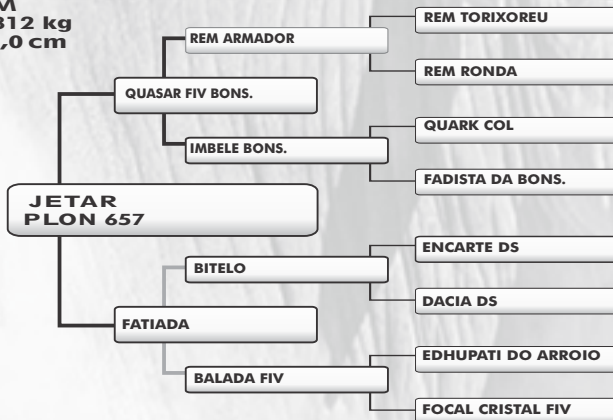 REM TORIXOREU
REM ARMADOR
REM RONDA
QUASAR FIV BONS.
QUARK COL
IMBELE BONS.
FADISTA DA BONS.
JETAR
PLON 657
ENCARTE DS
BITELO
DACIA DS
FATIADA
EDHUPATI DO ARROIO
BALADA FIV
FOCAL CRISTAL FIV